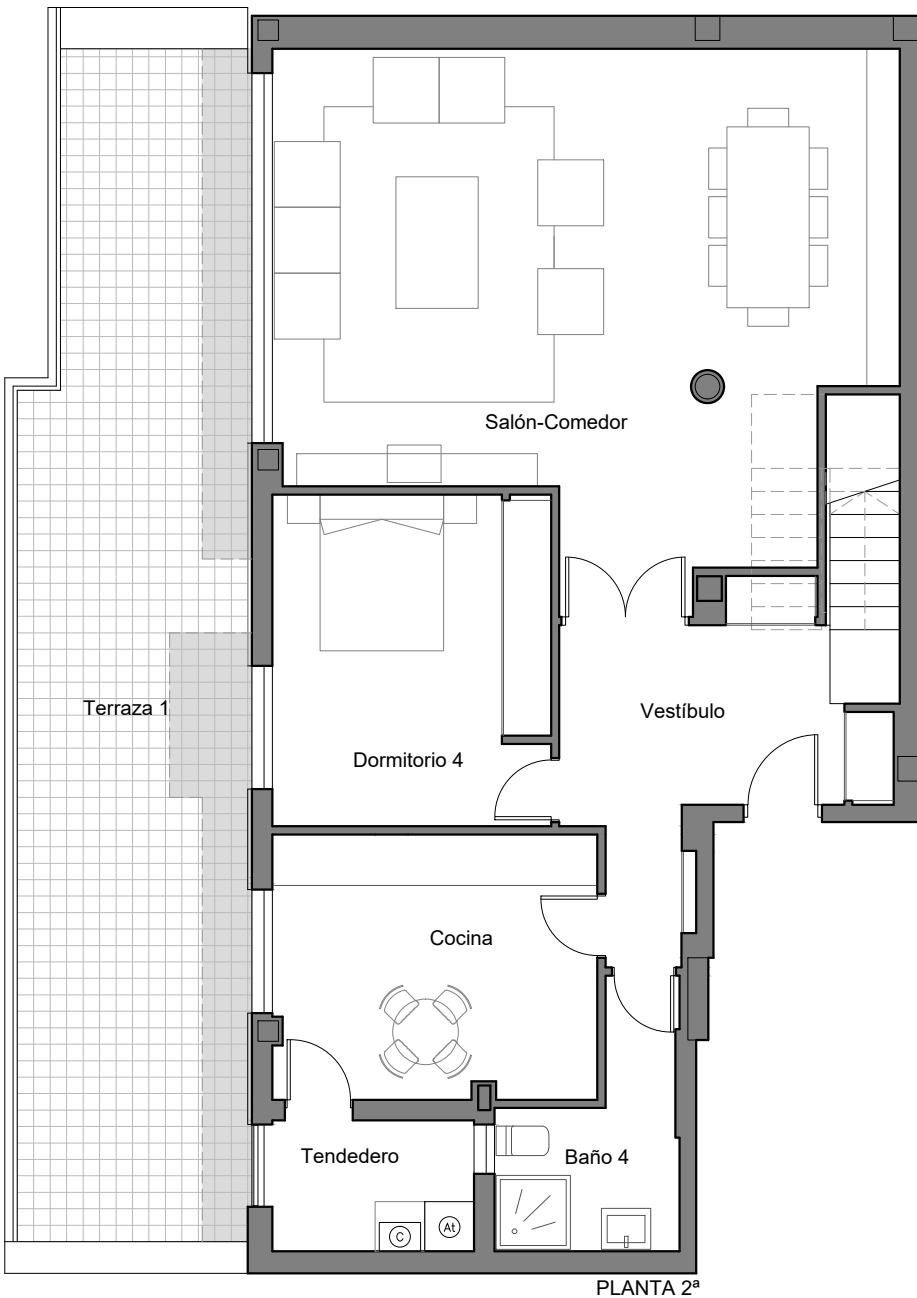 Salón-Comedor
Terraza 1
Vestíbulo
Dormitorio 4
Cocina
Tendedero
Baño 4
C
At
PLANTA 2ª